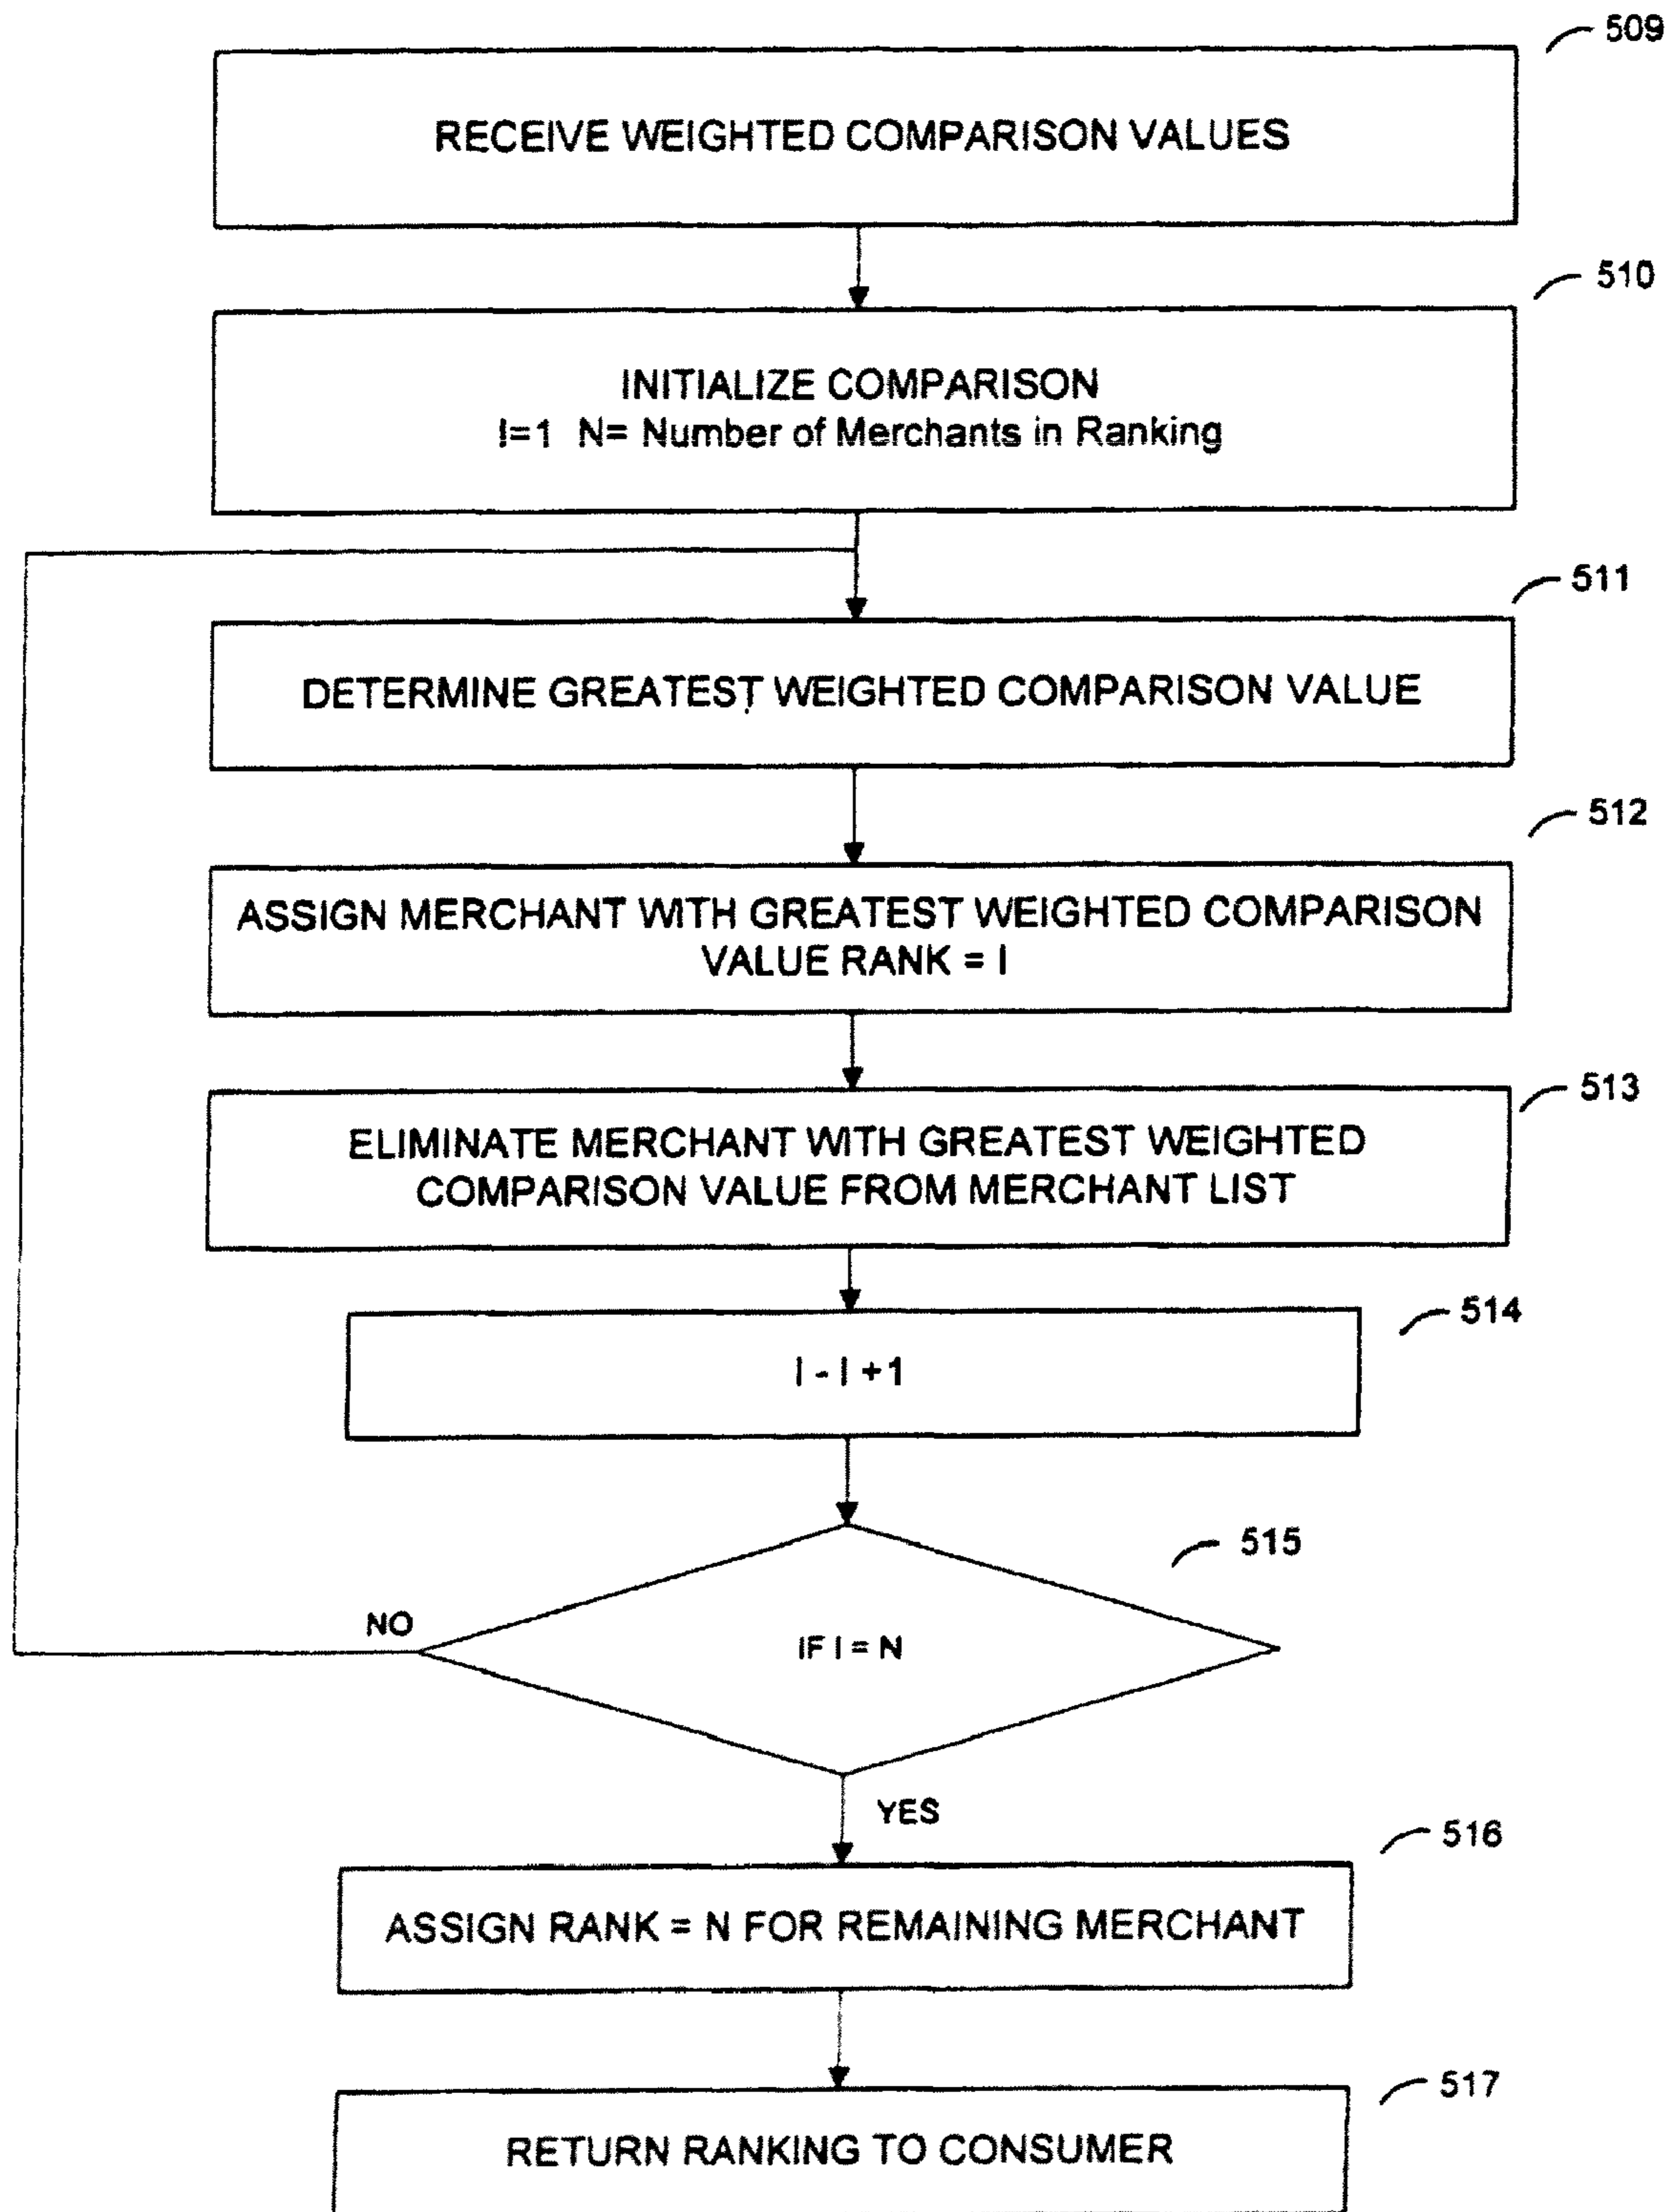 509
RECEIVE WEIGHTED COMPARISON VALUES
510
INITIALIZE COMPARISON
I=1 N= Number of Merchants in Ranking
511
DETERMINE GREATEST WEIGHTED COMPARISON VALUE
512
ASSIGN MERCHANT WITH GREATEST WEIGHTED COMPARISON
VALUE RANK = I
513
ELIMINATE MERCHANT WITH GREATEST WEIGHTED
COMPARISON VALUE FROM MERCHANT LIST
514
I - I +1
515
NO
IF I = N
YES
516
ASSIGN RANK = N FOR REMAINING MERCHANT
517
RETURN RANKING TO CONSUMER